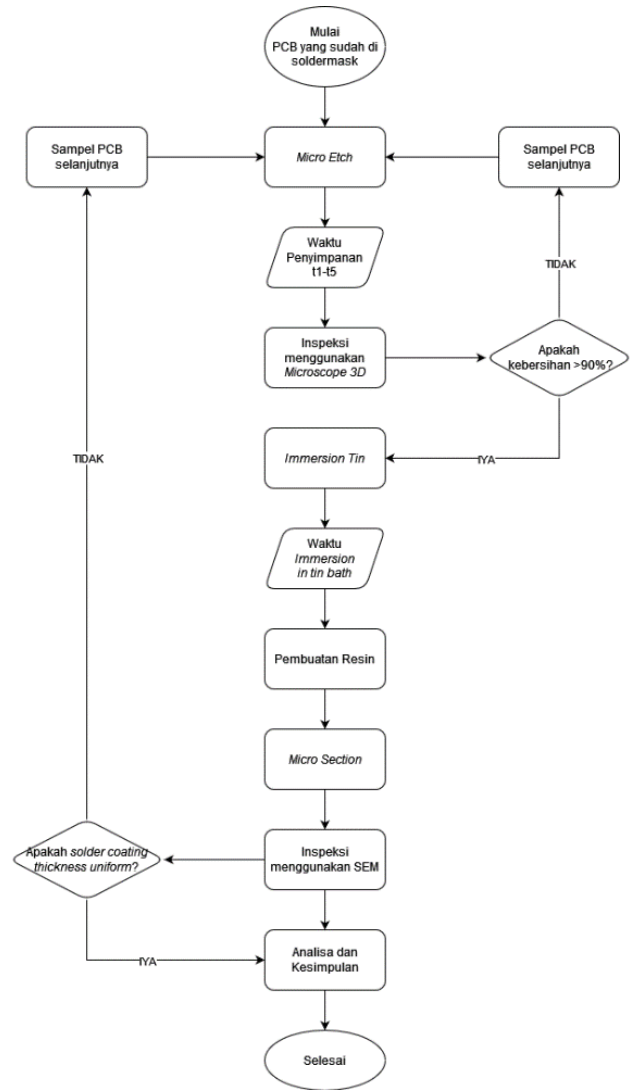 Mulai
PCB yang sudah di
soldermask
Sampel PCB
selanjutnya
Micro Etch
Sampel PCB
selanjutnya
Waktu
Penyimpanan
t1-t5
TIDAK
Inspeksi
menggunakan
Microscope 3D
Apakah
kebersihan >90%?
TIDAK
Immersion Tin
IYA
Waktu
Immersion
in tin bath
Pembuatan Resin
Micro Section
Apakah solder coating
thickness uniform?
Inspeksi
menggunakan SEM
IYA
Analisa dan
Kesimpulan
Selesai